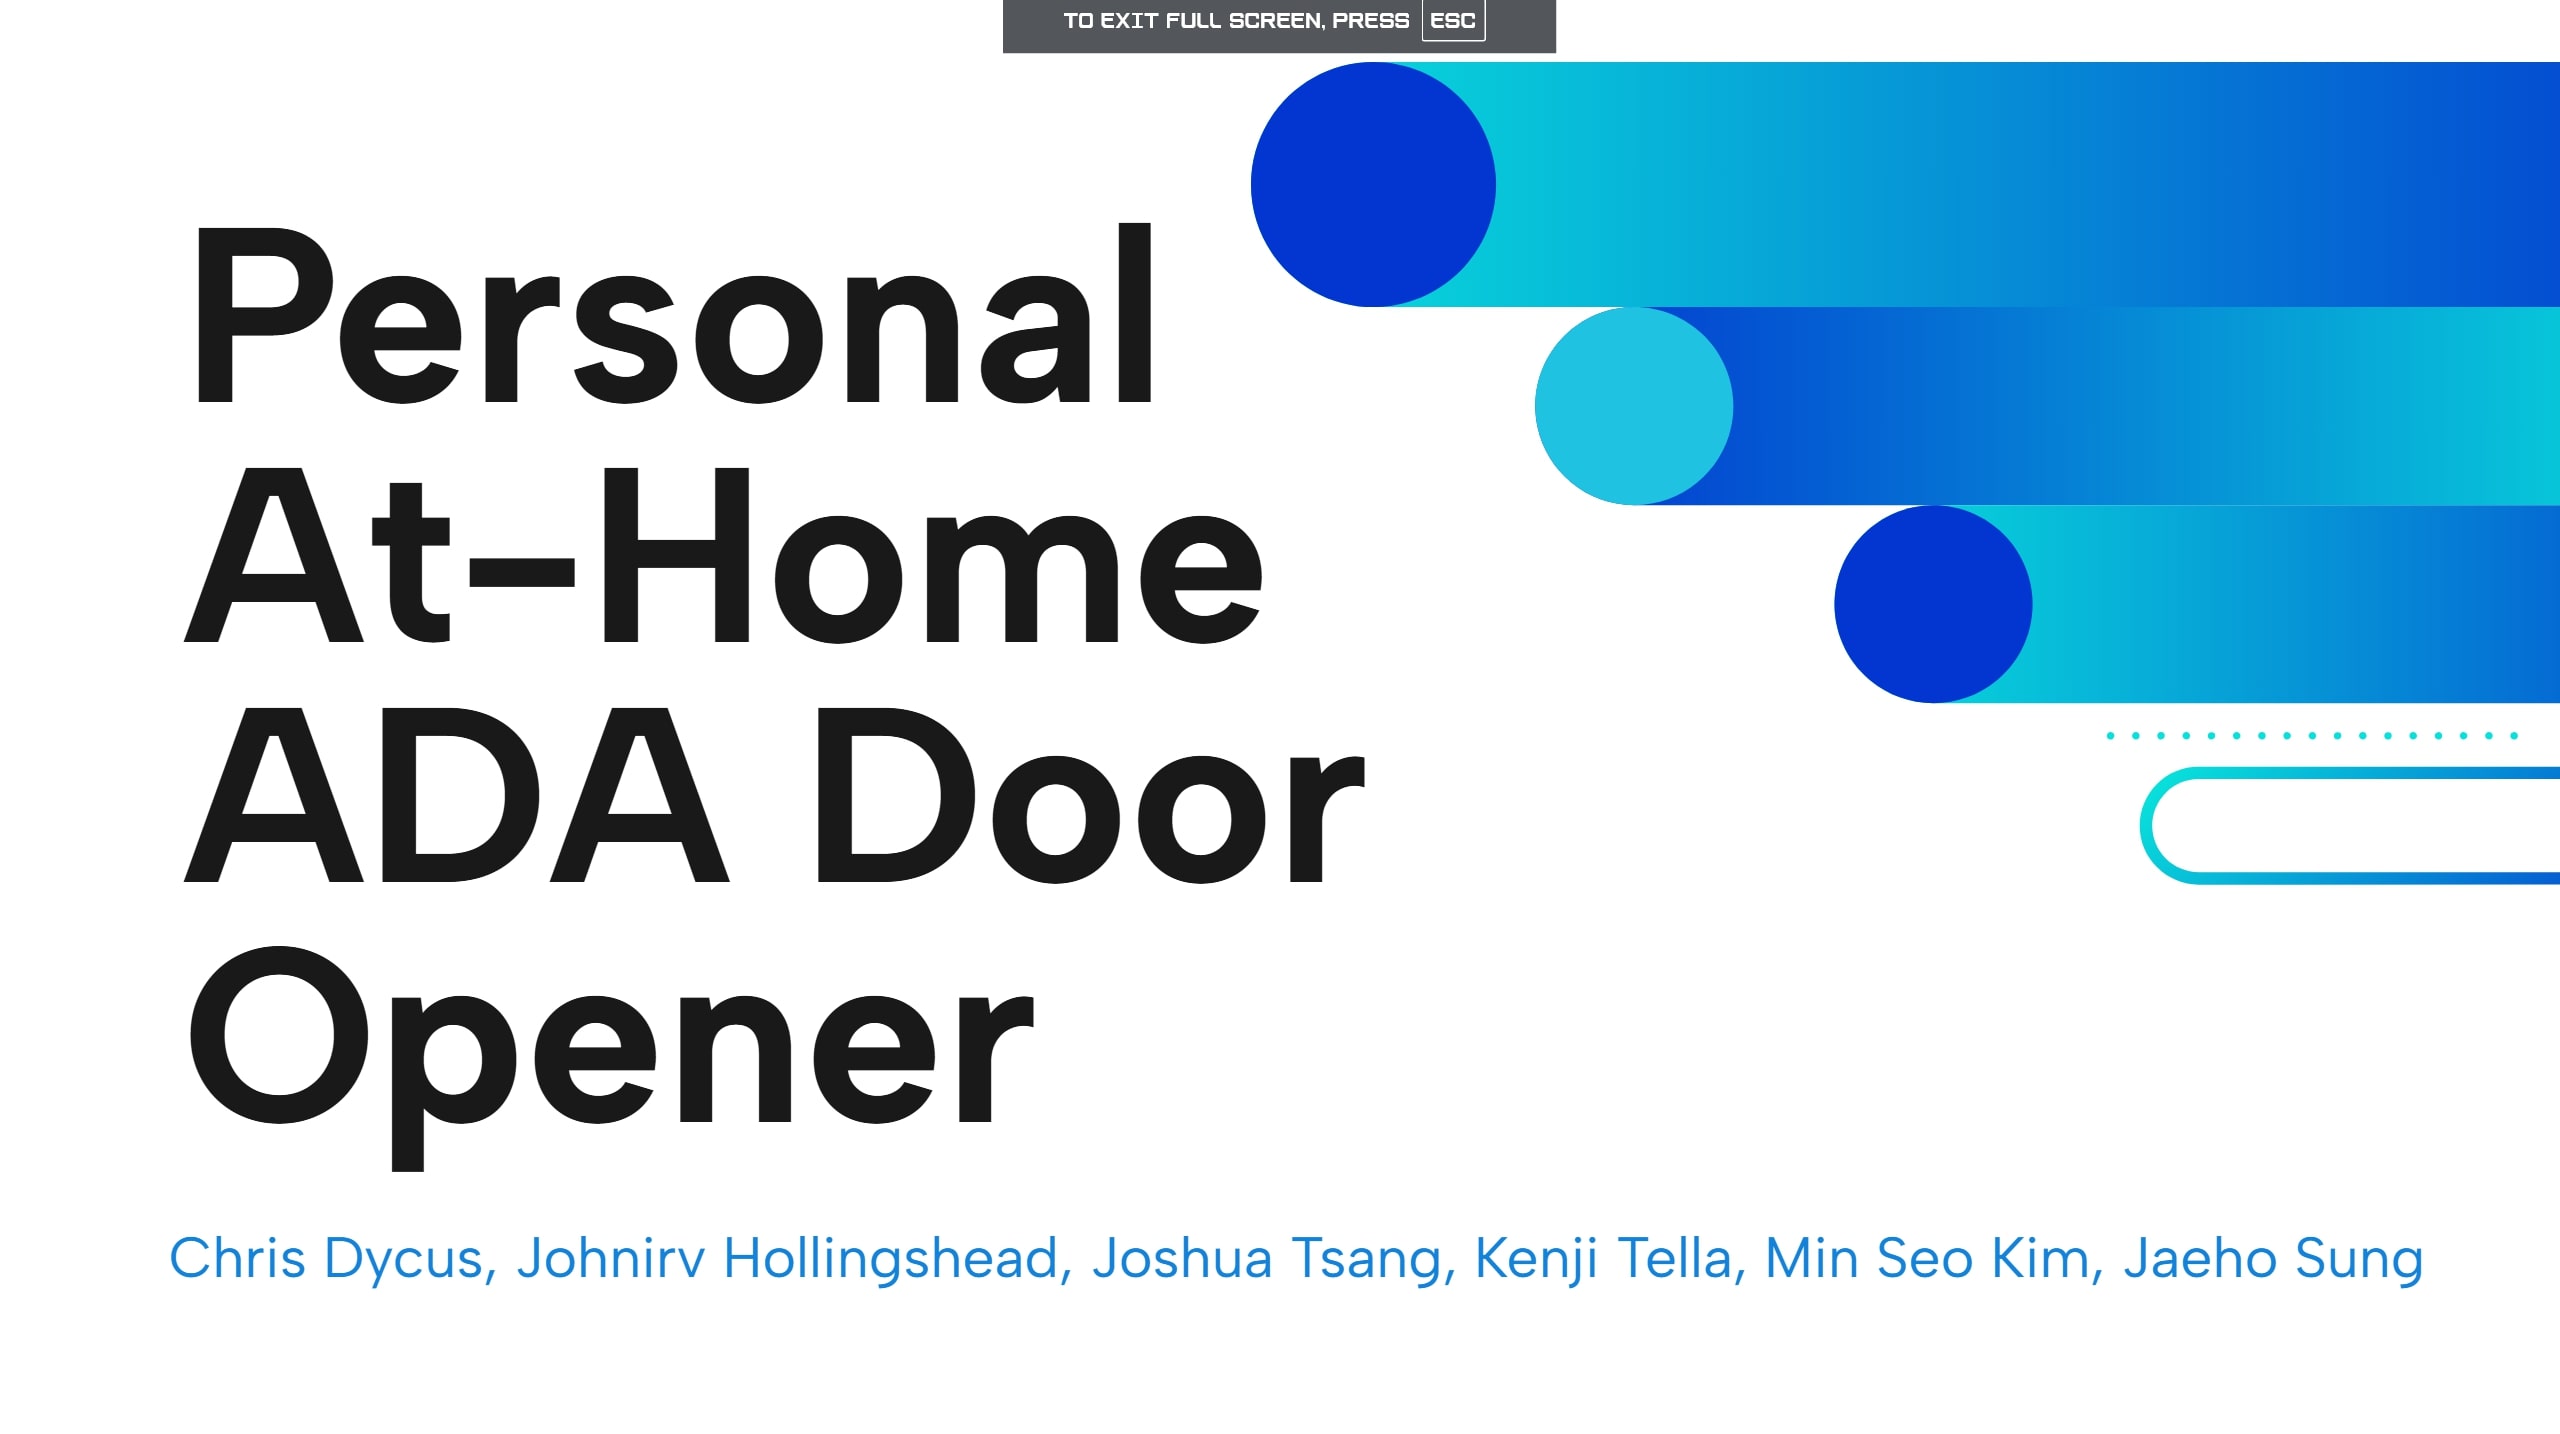 TO EXIT FULL SCREEN, PRESS ESC
Personal
At-Home
ADA Door
Opener
Chris Dycus, Johnirv Hollingshead, Joshua Tsang, Kenji Tella, Min Seo Kim, Jaeho Sung